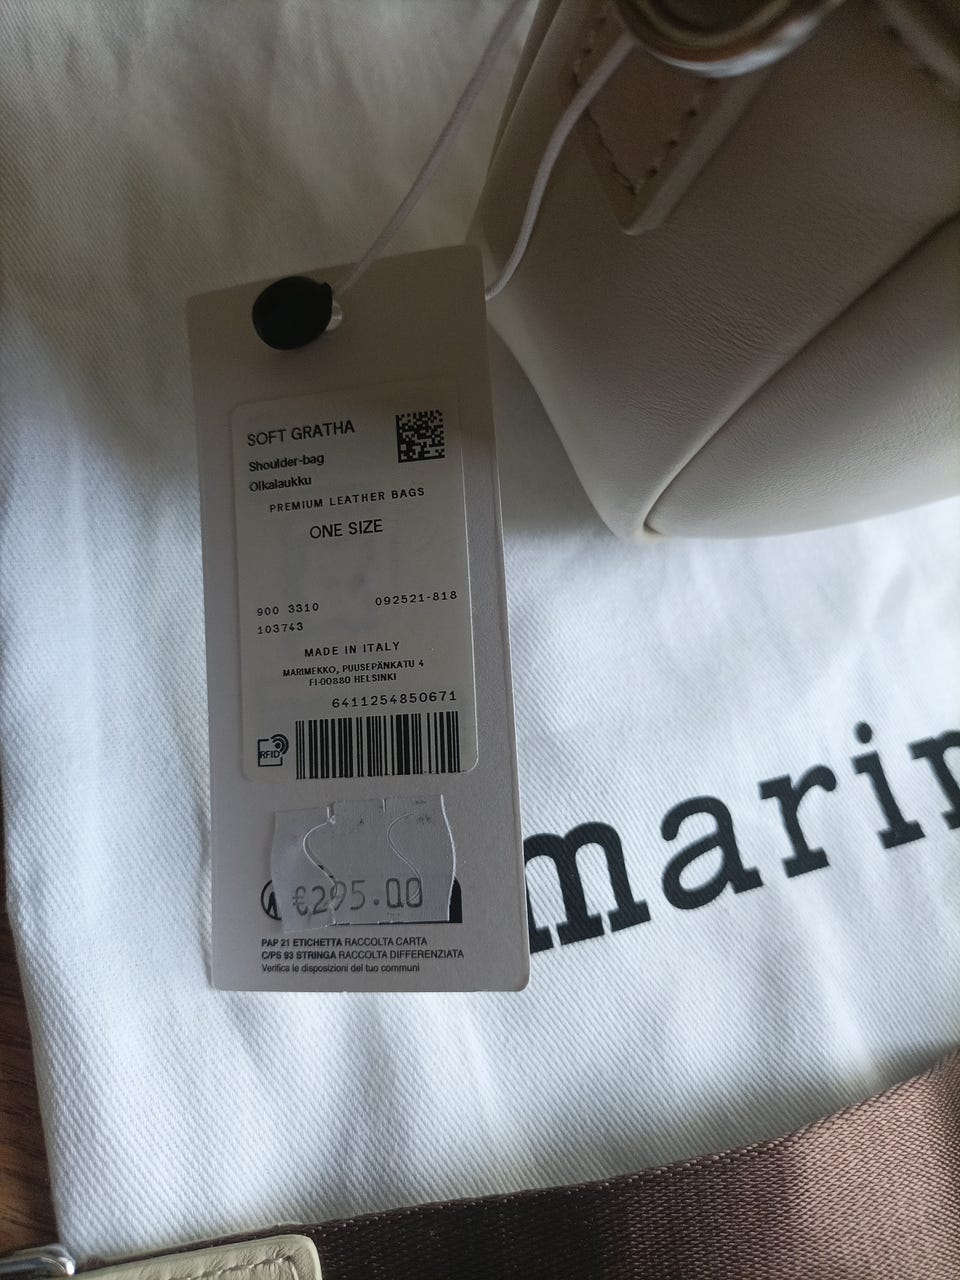 SOFT GRATHA
Shoulder-bag
Olkalaukku
PREMIUM LEATHER BAGS
ONE SIZE
900 3310 092521-818
103743
MADE IN ITALY
MARIMEKKO, PUUSEPÄNKATU 4
FI-00880 HELSINKI
6411254850671
RFID
€295.00
PAP 21 ETICHETTA RACCOLTA CARTA
C/PS 93 STRINGA RACCOLTA DIFFERENZIATA
Verifica le disposizioni del tuo communi
marin